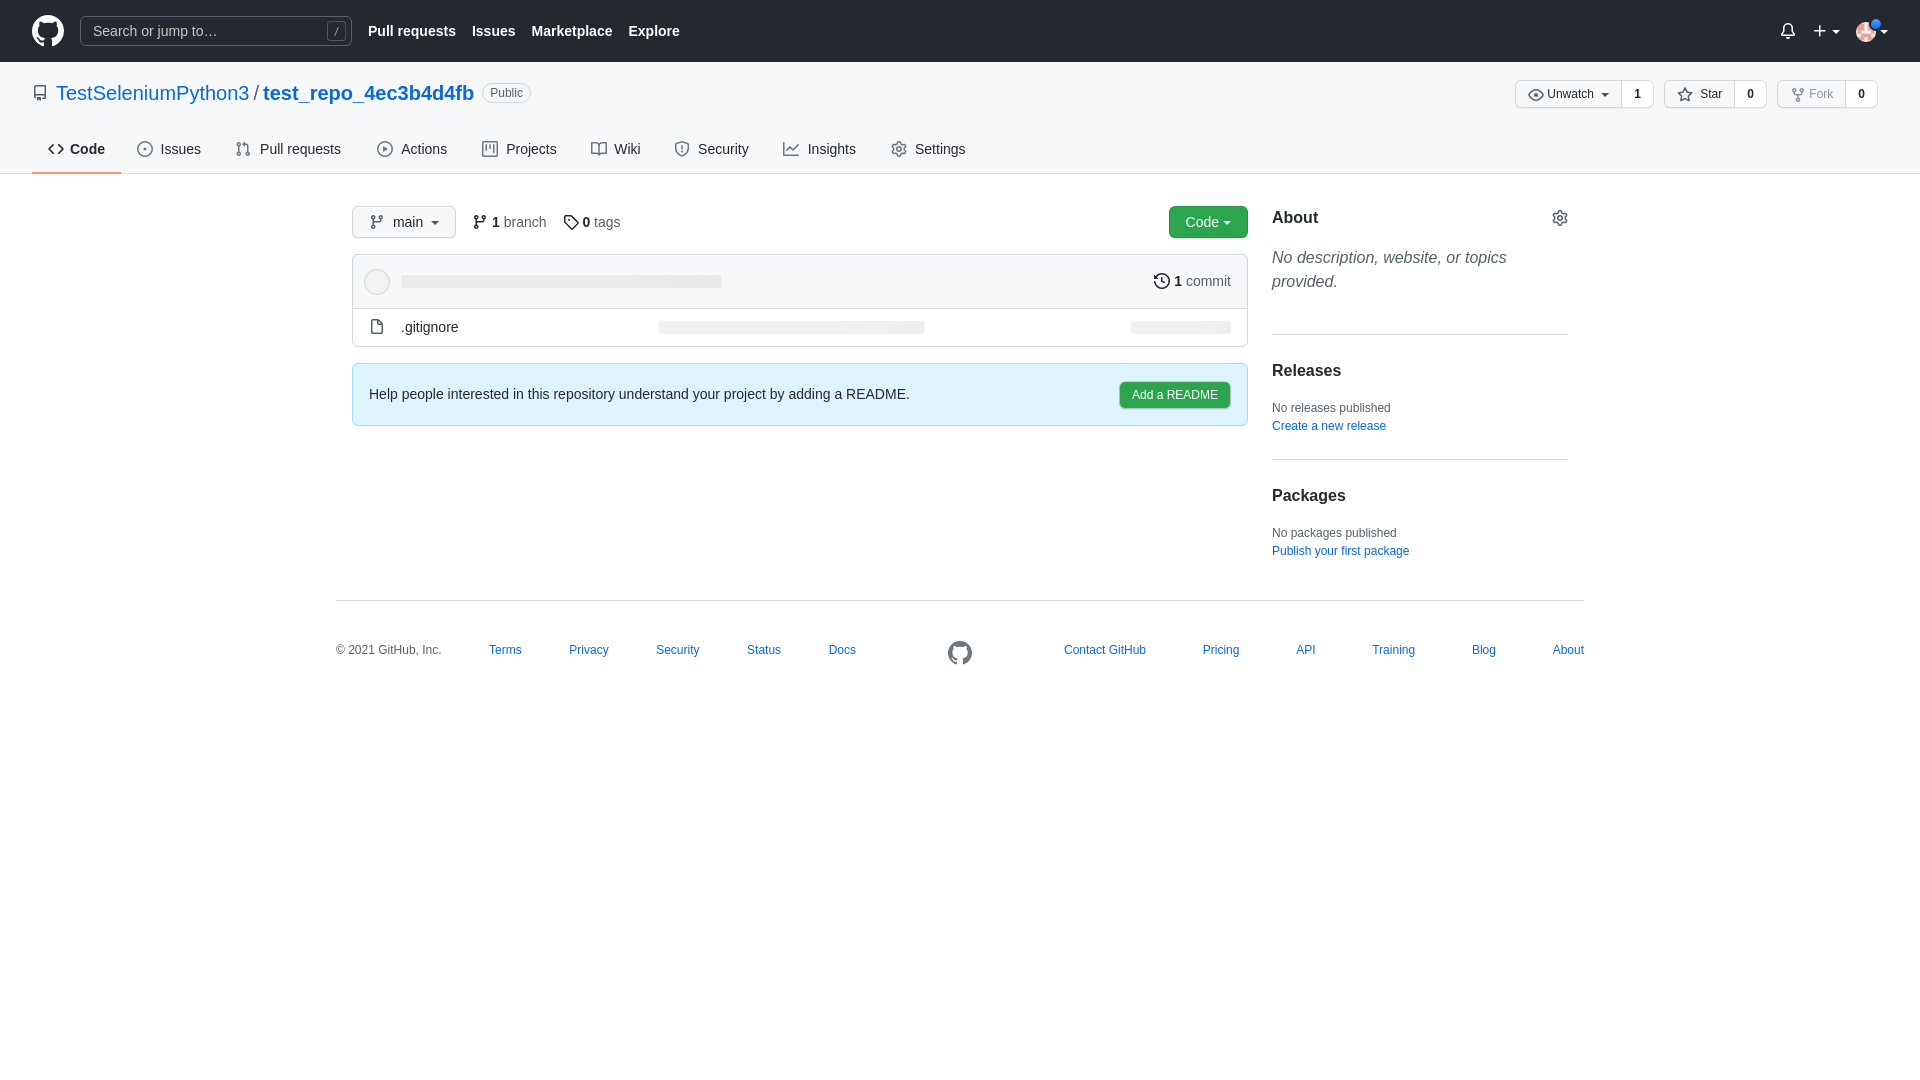 Search or jump to…
/
Pull requests
Issues
Marketplace
Explore
TestSeleniumPython3 / test_repo_4ec3b4d4fb
Public
Unwatch
1
Star
0
Fork
0
Code
Issues
Pull requests
Actions
Projects
Wiki
Security
Insights
Settings
main
1 branch
0 tags
Code
1 commit
.gitignore
Help people interested in this repository understand your project by adding a README.
Add a README
About
No description, website, or topics
provided.
Releases
No releases published
Create a new release
Packages
No packages published
Publish your first package
© 2021 GitHub, Inc.
Terms
Privacy
Security
Status
Docs
Contact GitHub
Pricing
API
Training
Blog
About